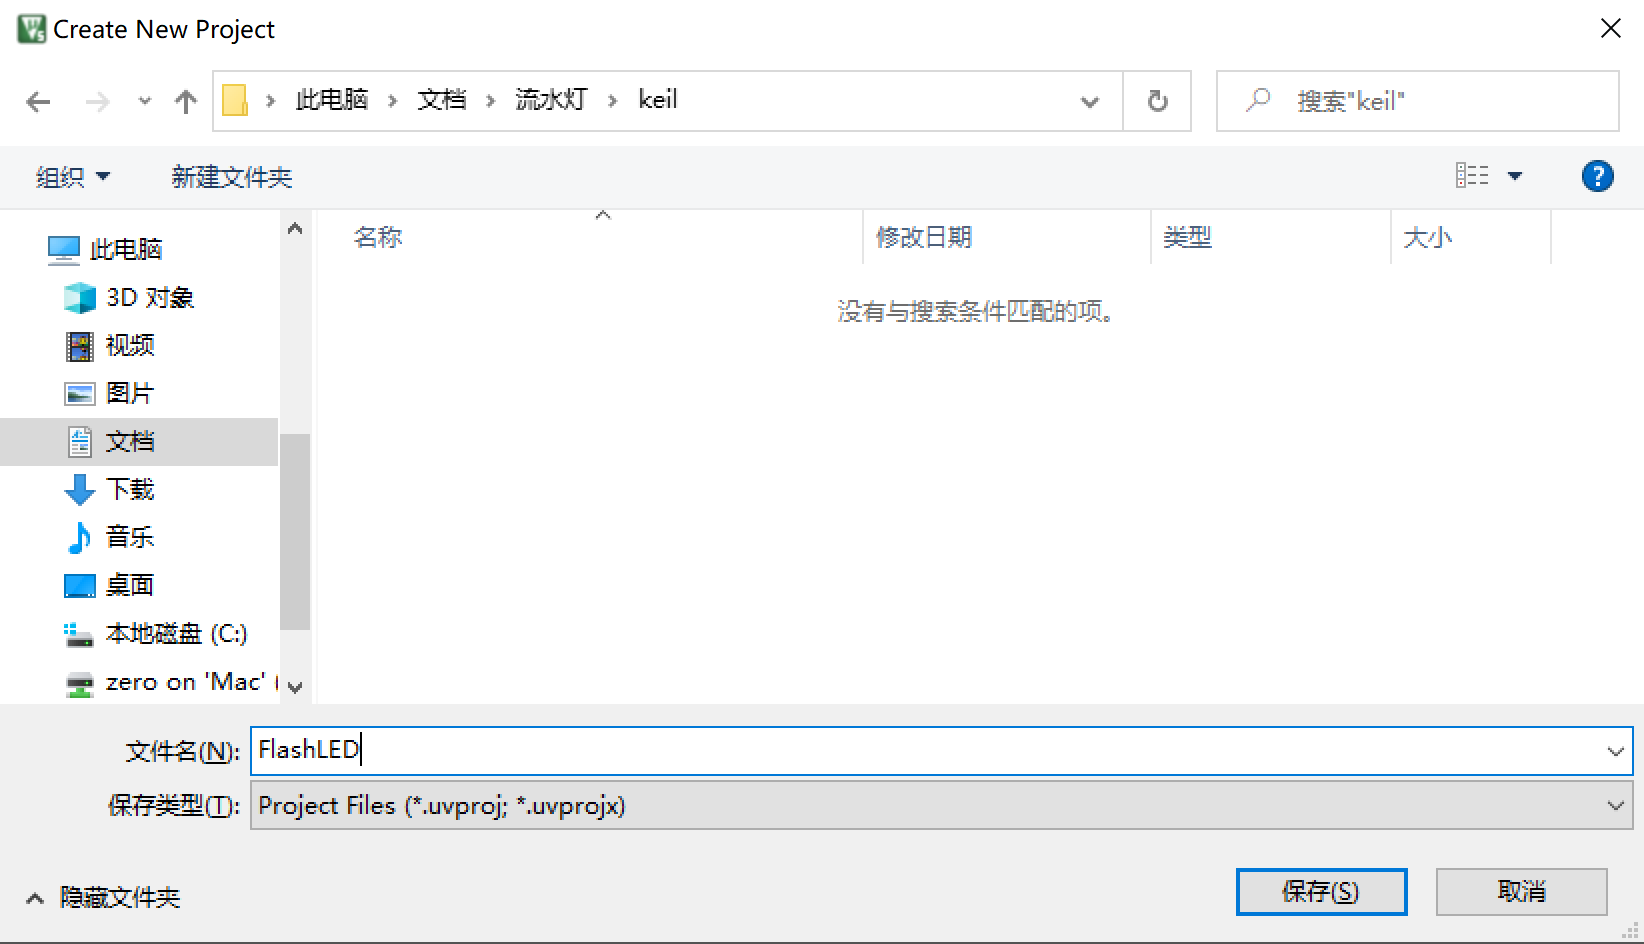 Create New Project
此电脑 文档 流水灯 keil
搜索"keil"
组织 新建文件夹
名称 修改日期 类型 大小
没有与搜索条件匹配的项。
此电脑
3D 对象
视频
图片
文档
下载
音乐
桌面
本地磁盘 (C:)
zero on 'Mac' (
文件名(N): FlashLED
保存类型(T): Project Files (*.uvproj; *.uvprojx)
隐藏文件夹
保存(S) 取消